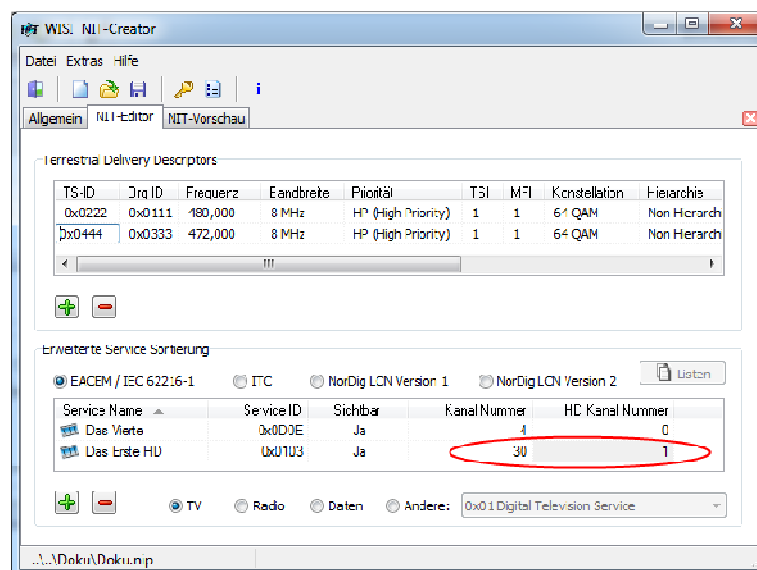 WISI NIT-Creator
Datei Extras Hilfe
Allgemein NIT-Editor NIT-Vorschau
Terrestrial Delivery Descriptors
TS-ID Org ID Frequenz Bandbreite Priorität TSI MFI Konstellation Hierarchie
0x0222 0x0111 480,000 8 MHz HP (High Priority) 1 1 64 QAM Non Hierarch
0x0444 0x0333 472,000 8 MHz HP (High Priority) 1 1 64 QAM Non Hierarch
Erweiterte Service Sortierung
EACEM / IEC 62216-1 ITC NorDig LCN Version 1 NorDig LCN Version 2 Listen
Service Name Service ID Sichtbar Kanal Nummer HD Kanal Nummer
Das Vierte 0x0D0E Ja 4 0
Das Erste HD 0x0103 Ja 30 1
TV Radio Daten Andere: 0x01 Digital Television Service
..\..\Doku\Doku.nip